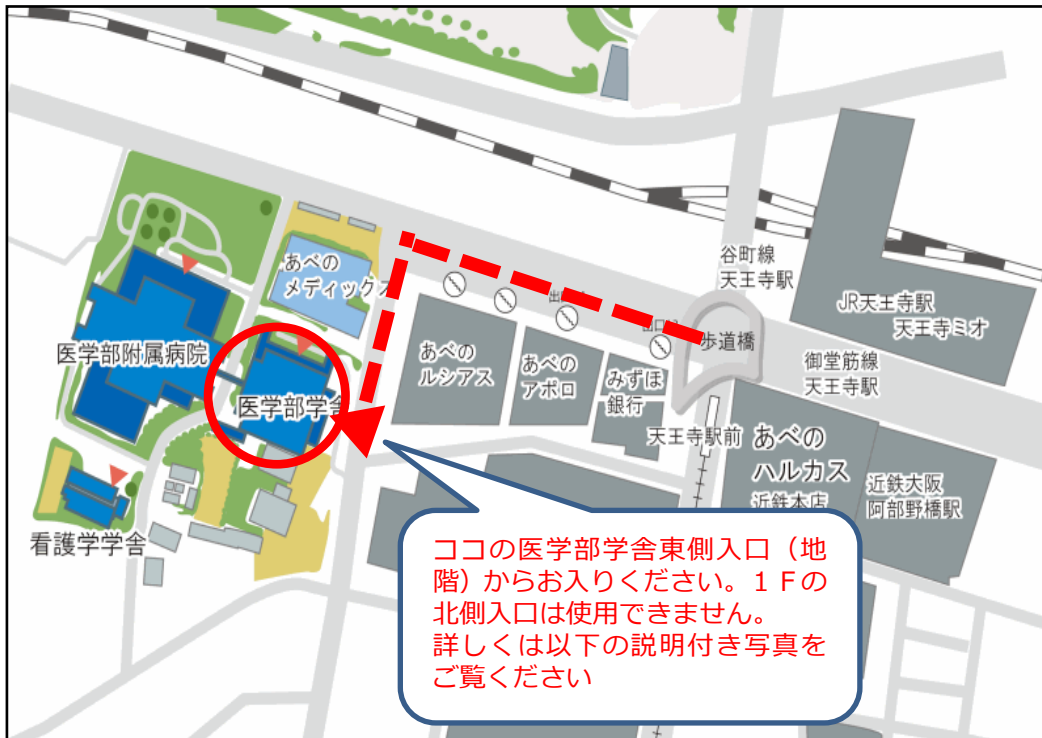 谷町線
天王寺駅
JR天王寺駅
天王寺ミオ
歩道橋
御堂筋線
天王寺駅
あべの
メディックス
あべの
ルシアス
あべの
アポロ
みずほ
銀行
医学部附属病院
医学部学舎
看護学学舎
天王寺駅前
あべの
ハルカス
近鉄本店
近鉄大阪
阿部野橋駅
ココの医学部学舎東側入口（地
階）からお入りください。１Ｆの
北側入口は使用できません。
詳しくは以下の説明付き写真を
ご覧ください